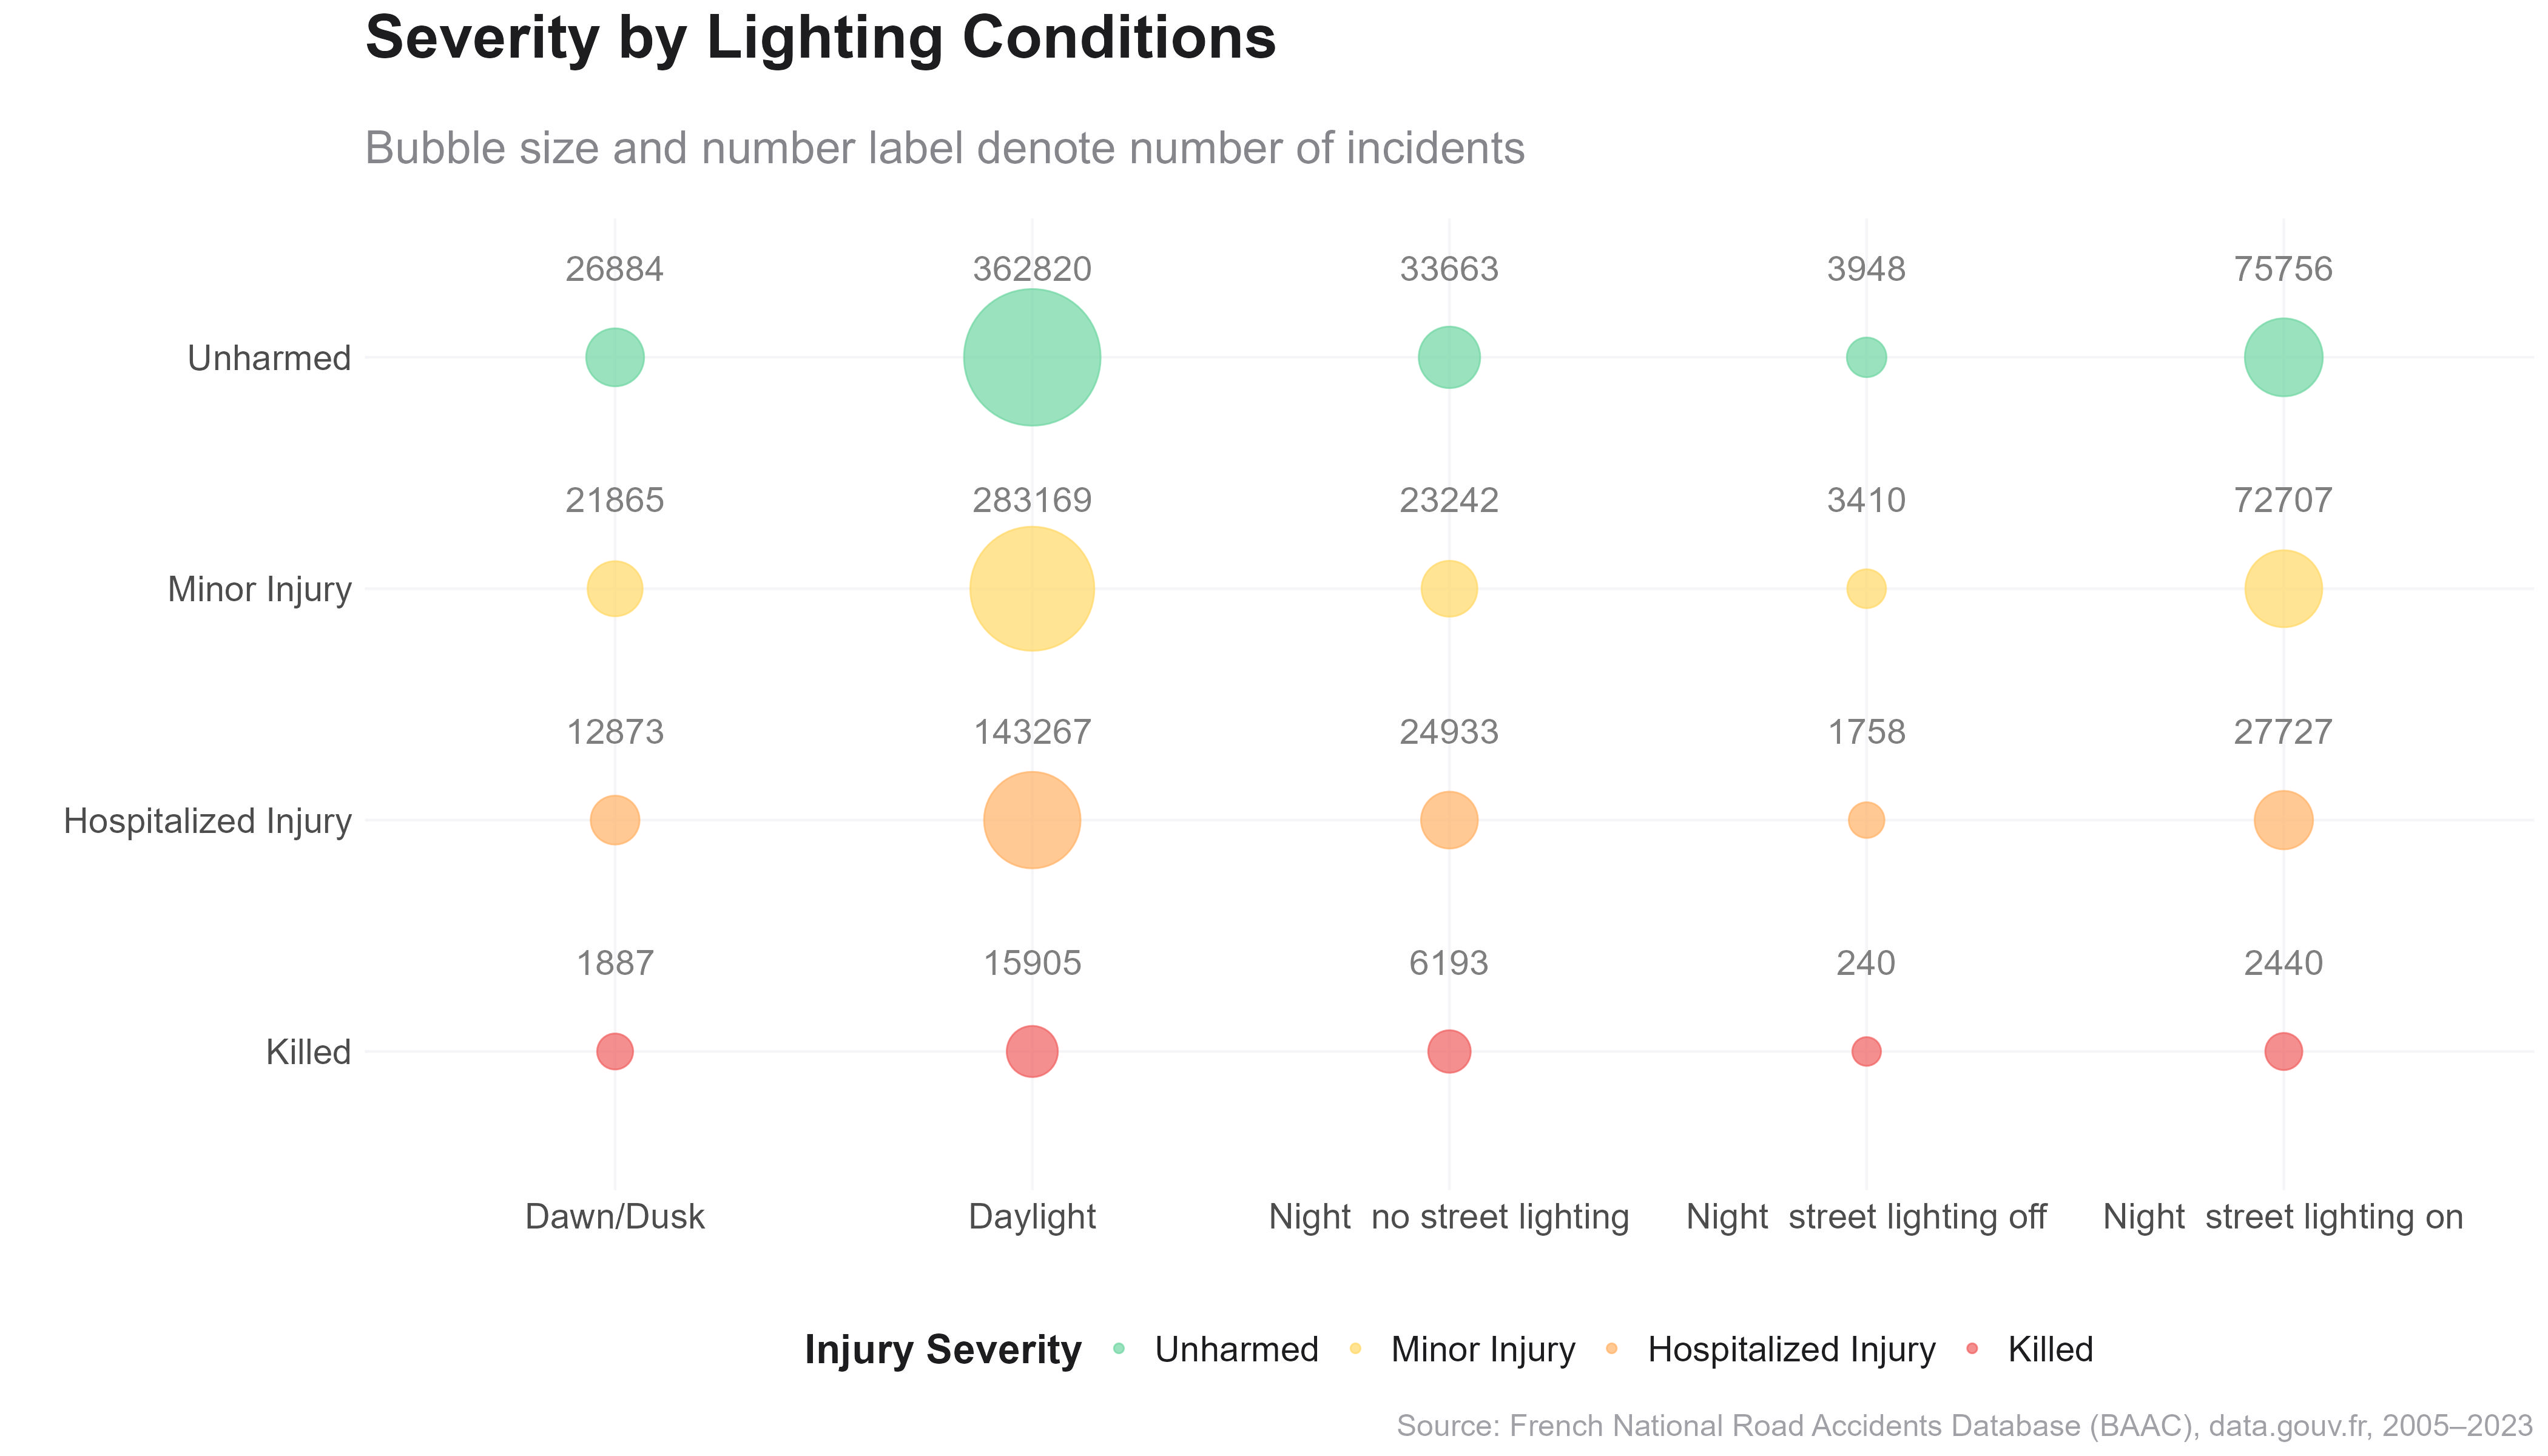 Severity by Lighting Conditions
Bubble size and number label denote number of incidents
26884 362820 33663 3948 75756
Unharmed
21865 283169 23242 3410 72707
Minor Injury
12873 143267 24933 1758 27727
Hospitalized Injury
1887 15905 6193 240 2440
Killed
Dawn/Dusk Daylight Night  no street lighting Night  street lighting off Night  street lighting on
Injury Severity Unharmed Minor Injury Hospitalized Injury Killed
Source: French National Road Accidents Database (BAAC), data.gouv.fr, 2005–2023